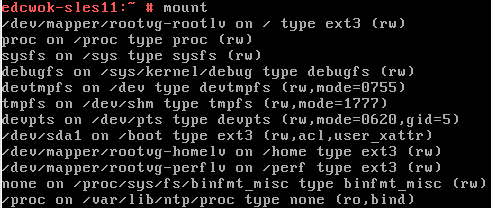 edcwok-sles11:~ # mount
/dev/mapper/rootvg-rootlv on / type ext3 (rw)
proc on /proc type proc (rw)
sysfs on /sys type sysfs (rw)
debugfs on /sys/kernel/debug type debugfs (rw)
devtmpfs on /dev type devtmpfs (rw,mode=0755)
tmpfs on /dev/shm type tmpfs (rw,mode=1777)
devpts on /dev/pts type devpts (rw,mode=0620,gid=5)
/dev/sda1 on /boot type ext3 (rw,acl,user_xattr)
/dev/mapper/rootvg-homelv on /home type ext3 (rw)
/dev/mapper/rootvg-perflv on /perf type ext3 (rw)
none on /proc/sys/fs/binfmt_misc type binfmt_misc (rw)
/proc on /var/lib/ntp/proc type none (ro,bind)